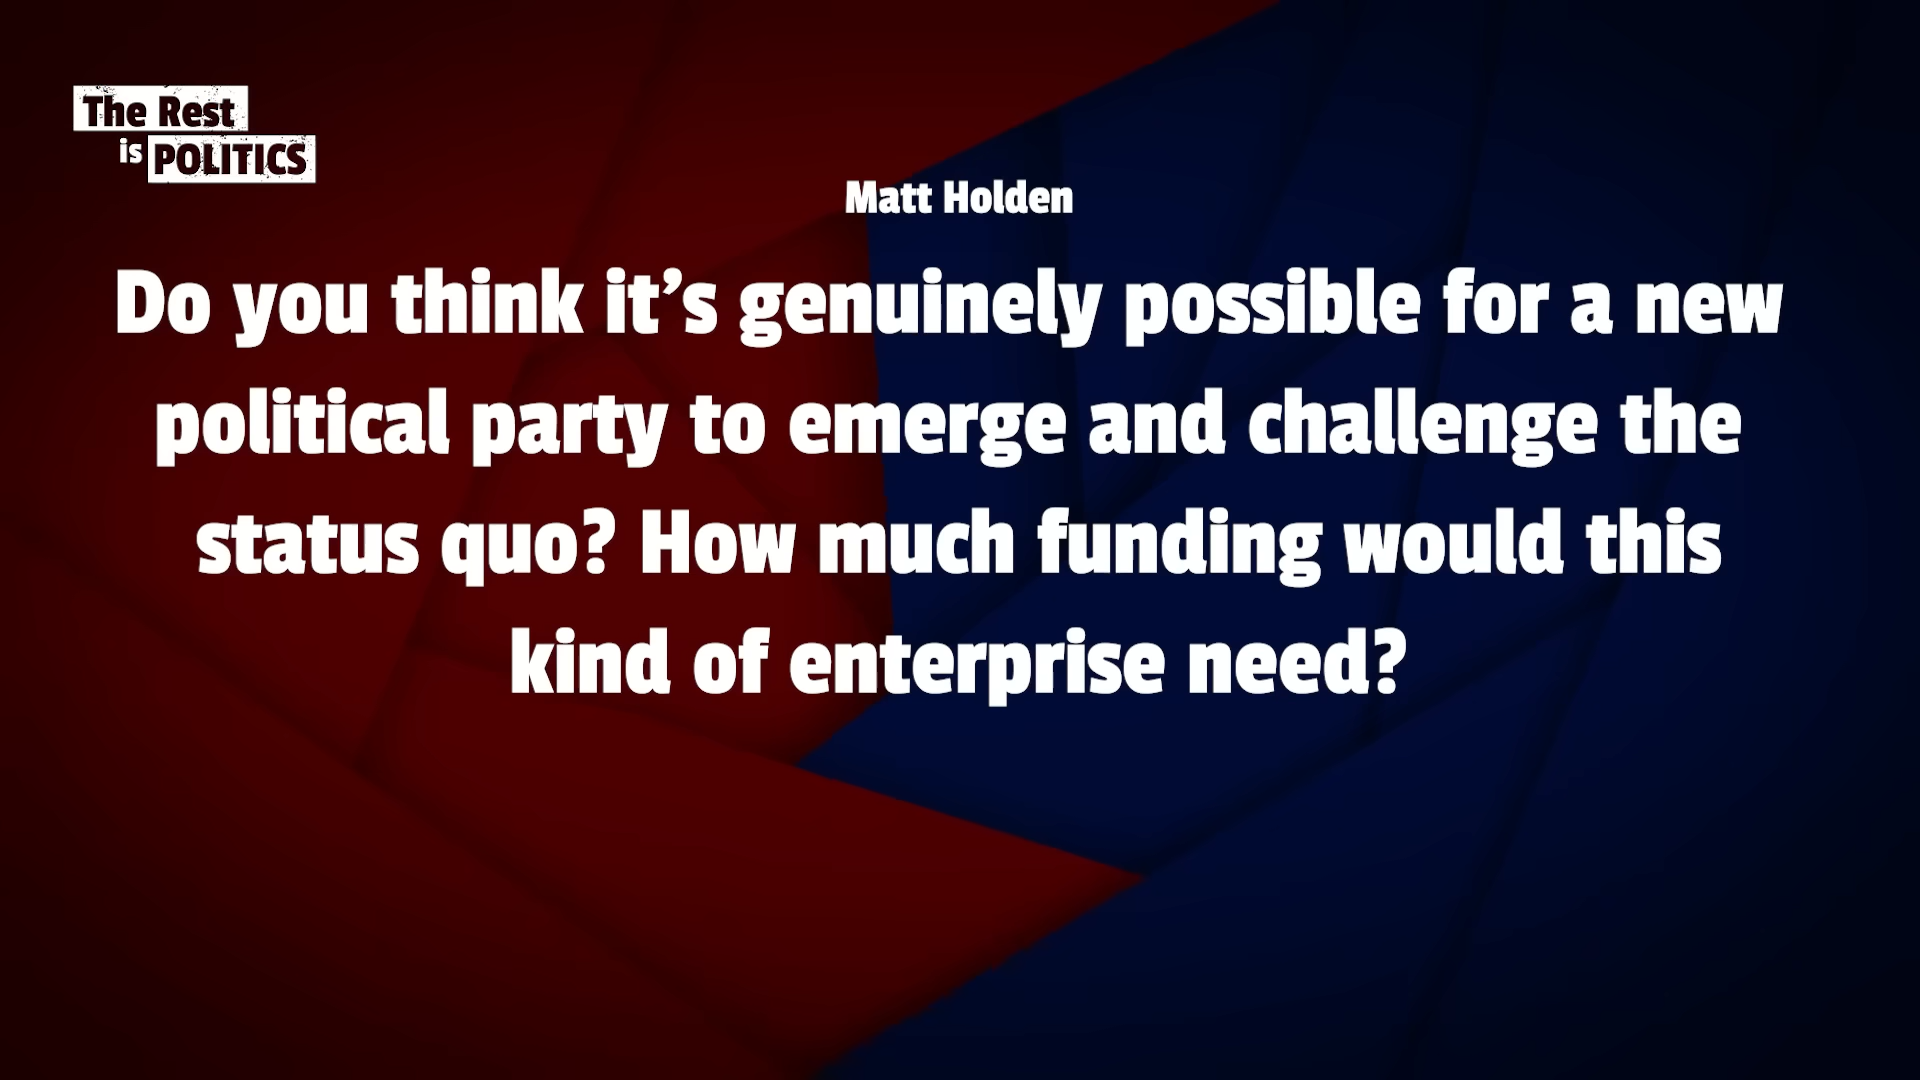 The Rest
is POLITICS
Matt Holden
Do you think it’s genuinely possible for a new
political party to emerge and challenge the
status quo? How much funding would this
kind of enterprise need?